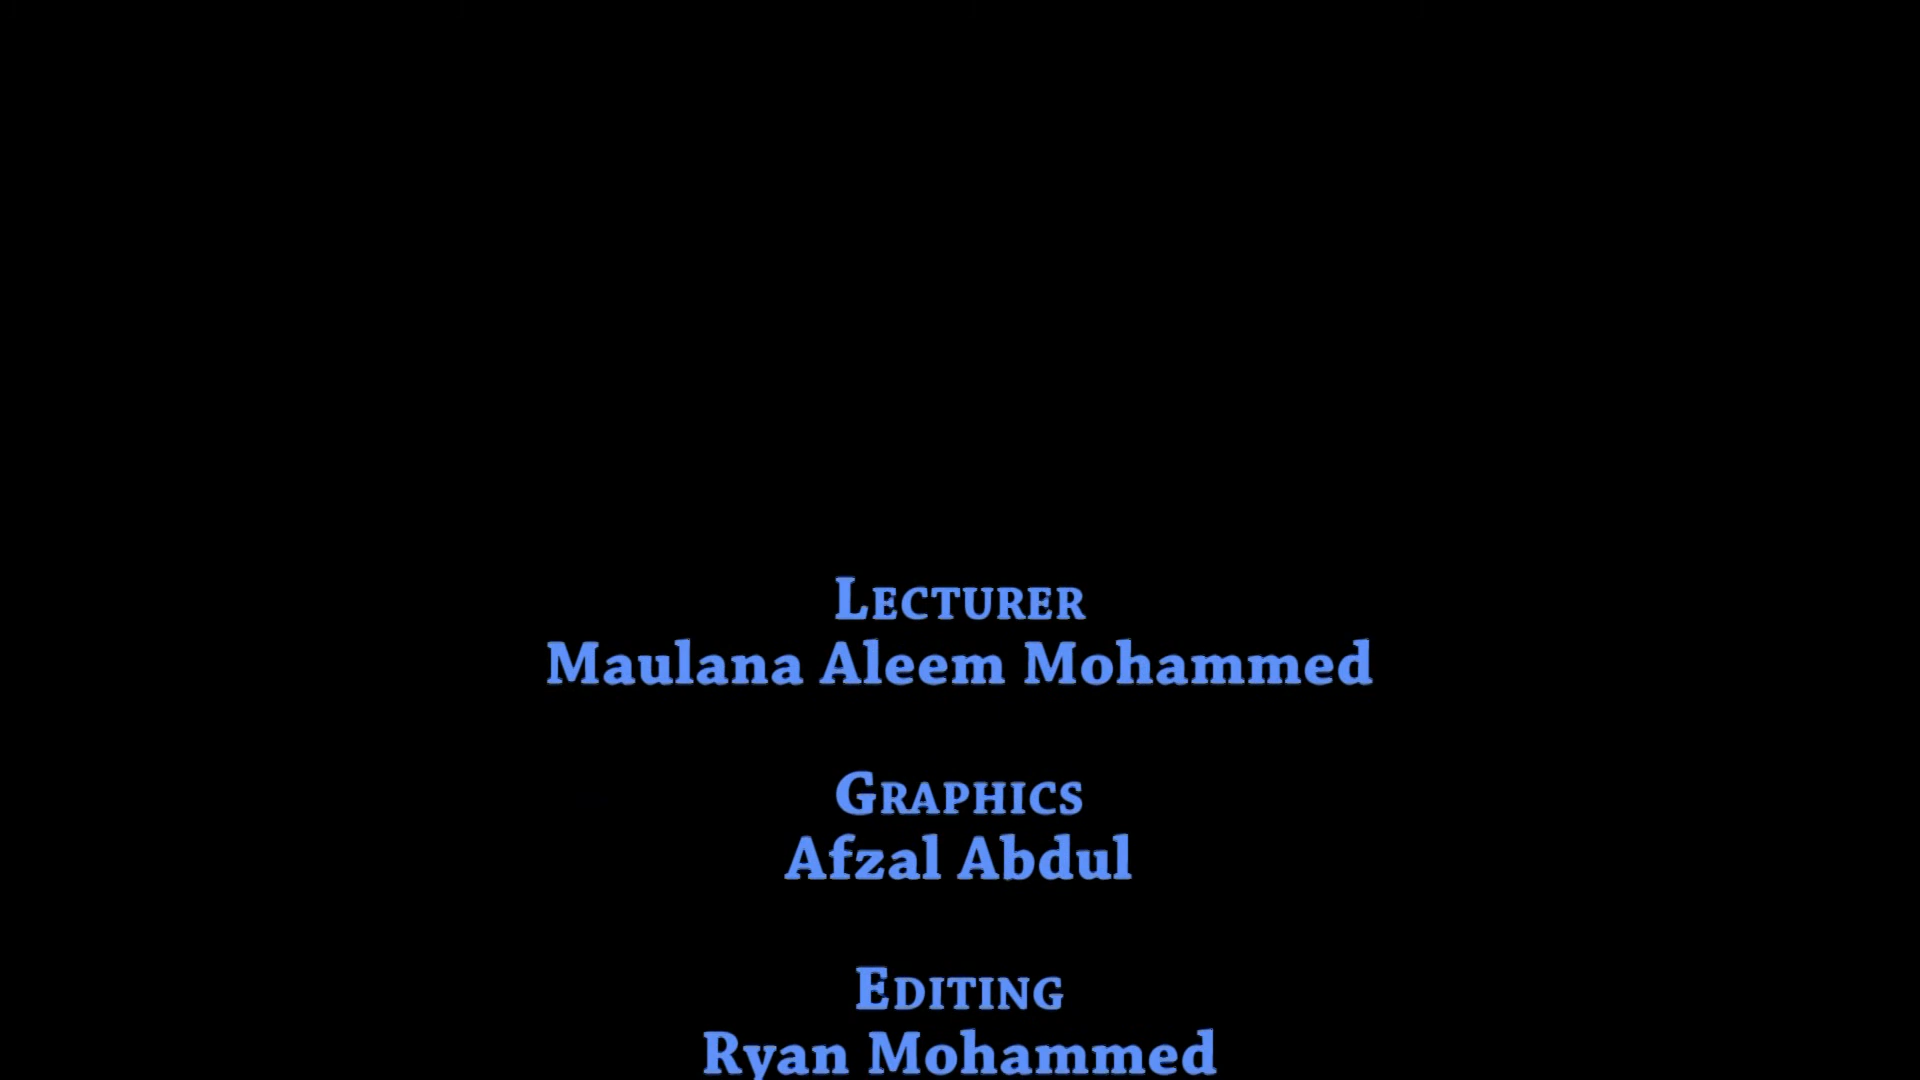 Lecturer
Maulana Aleem Mohammed
Graphics
Afzal Abdul
Editing
Ryan Mohammed